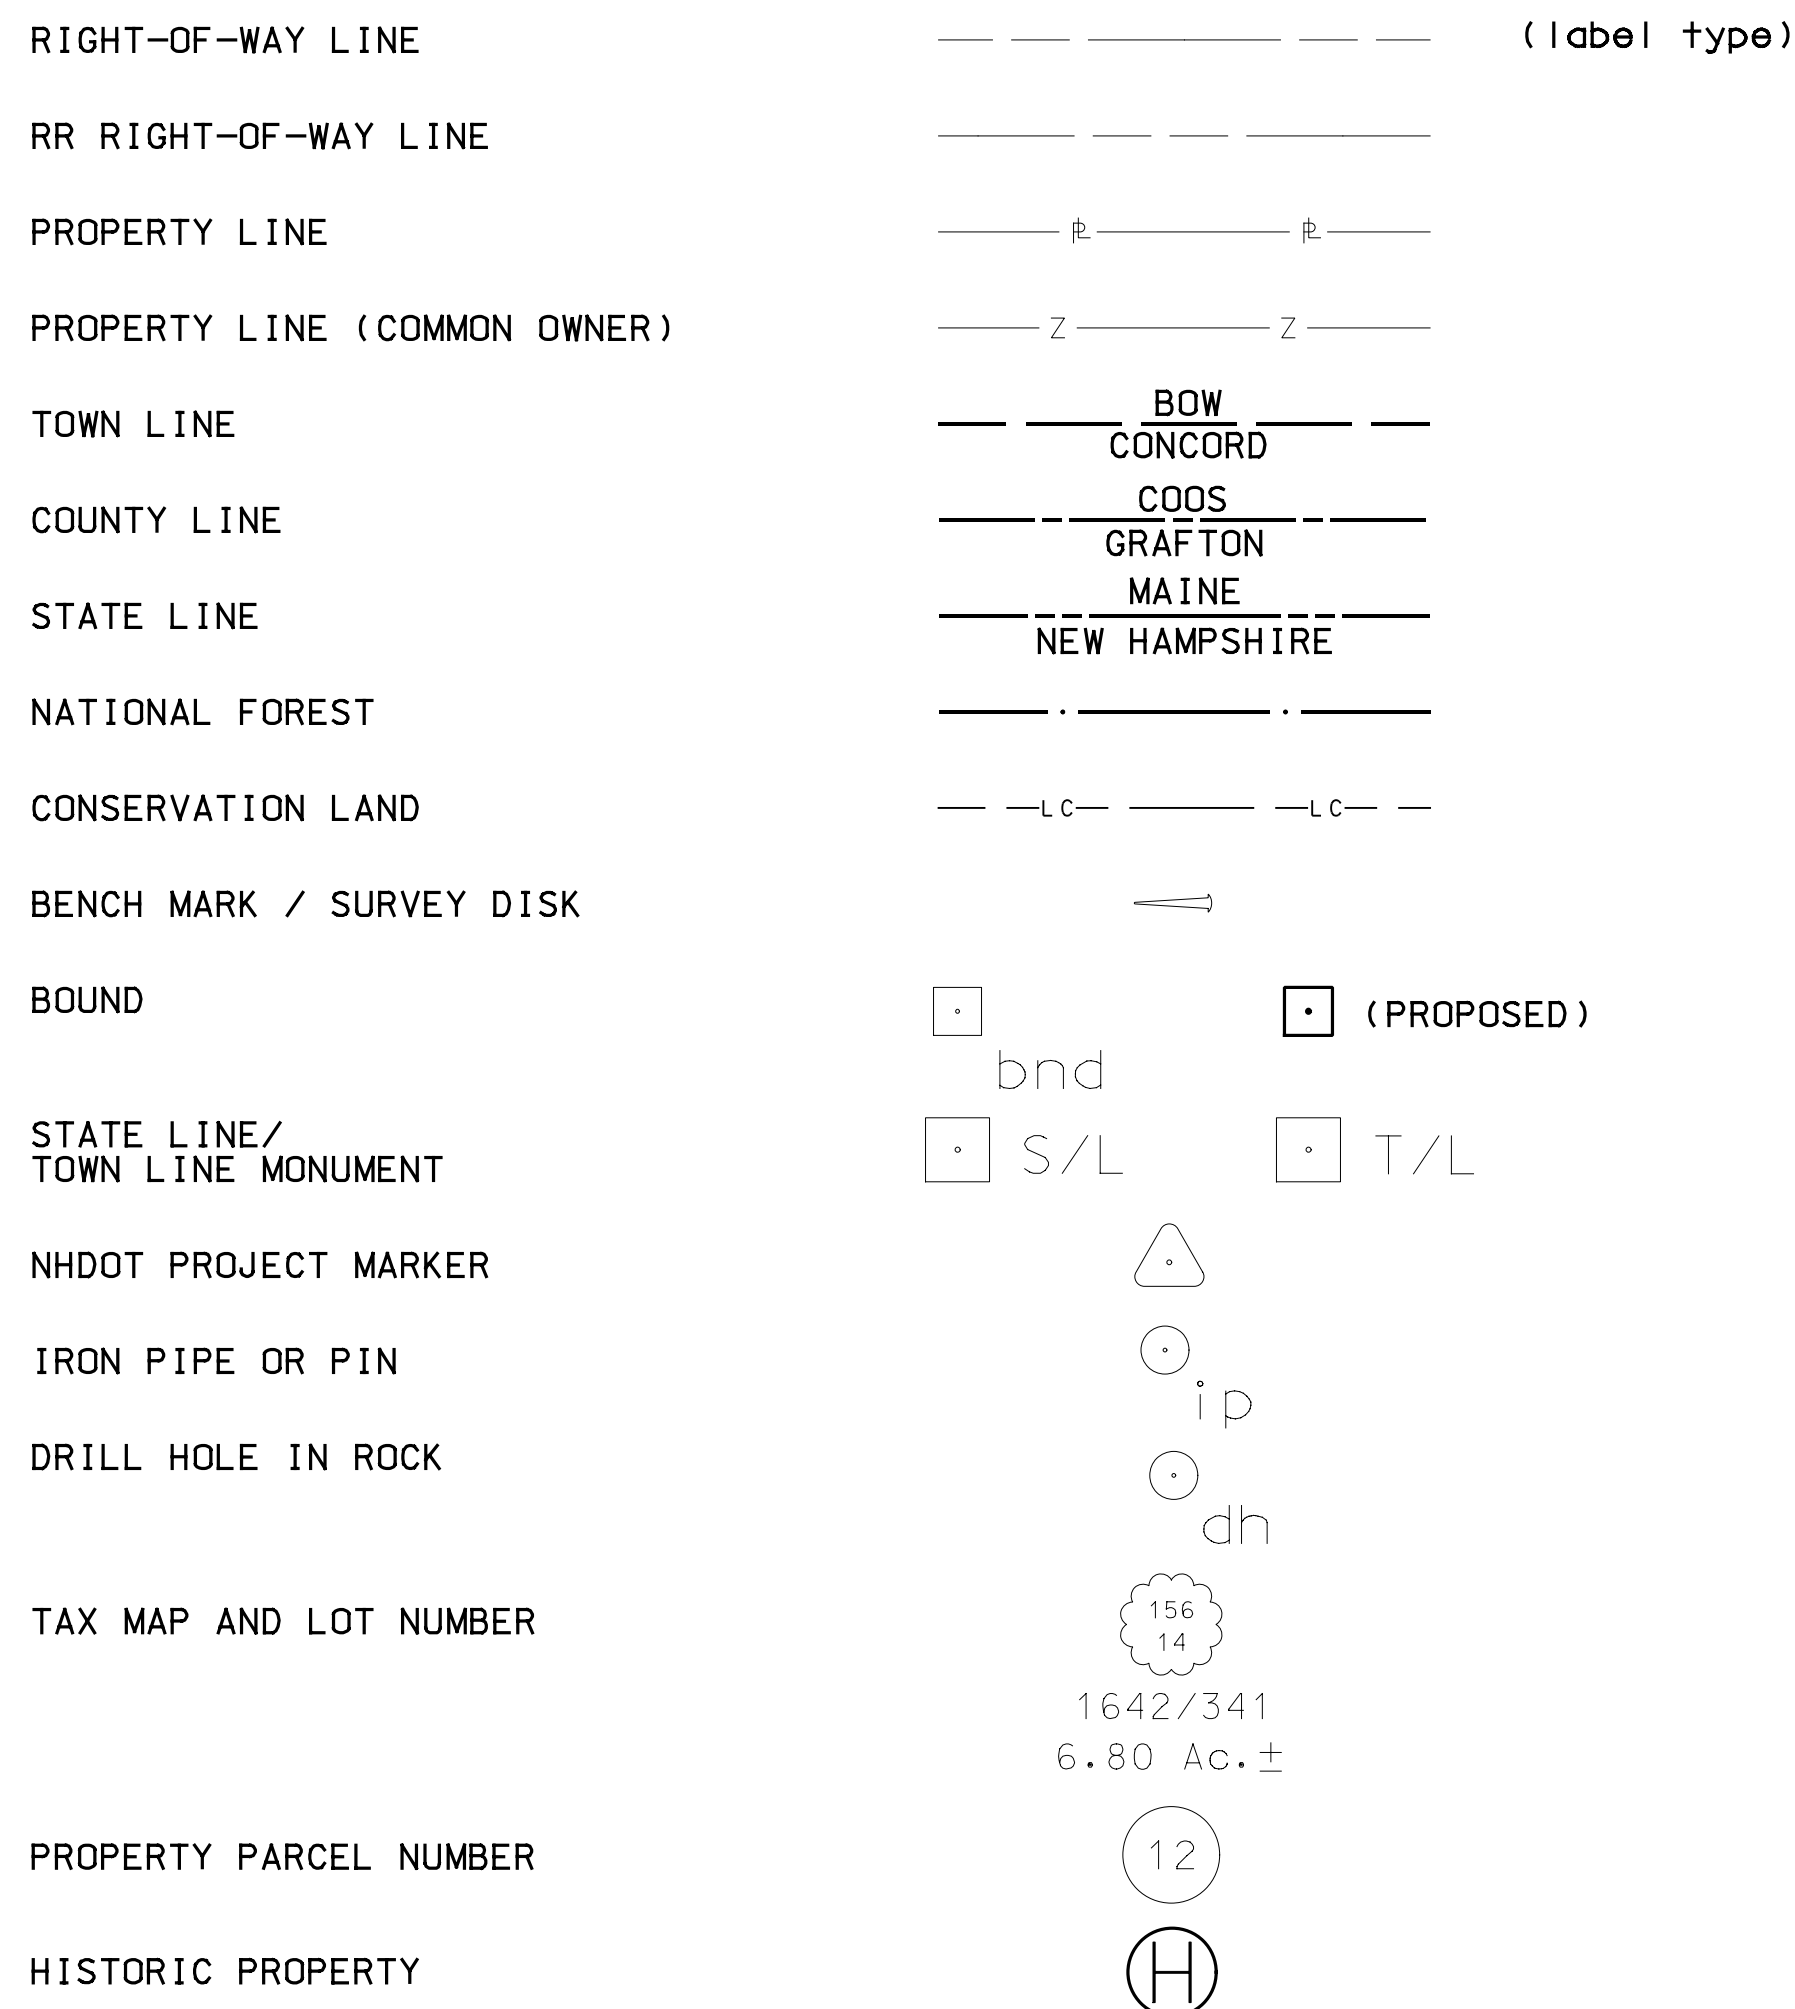 RIGHT-OF-WAY LINE (label type)
RR RIGHT-OF-WAY LINE
PROPERTY LINE PL PL
PROPERTY LINE (COMMON OWNER) Z Z
BOW
TOWN LINE
CONCORD
COOS
COUNTY LINE
GRAFTON
MAINE
STATE LINE
NEW HAMPSHIRE
NATIONAL FOREST
CONSERVATION LAND LC LC
BENCH MARK / SURVEY DISK
BOUND (PROPOSED)
bnd
STATE LINE/
TOWN LINE MONUMENT S/L T/L
NHDOT PROJECT MARKER
IRON PIPE OR PIN
ip
DRILL HOLE IN ROCK
dh
TAX MAP AND LOT NUMBER
156
14
1642/341
6.80 Ac.±
PROPERTY PARCEL NUMBER 12
HISTORIC PROPERTY H